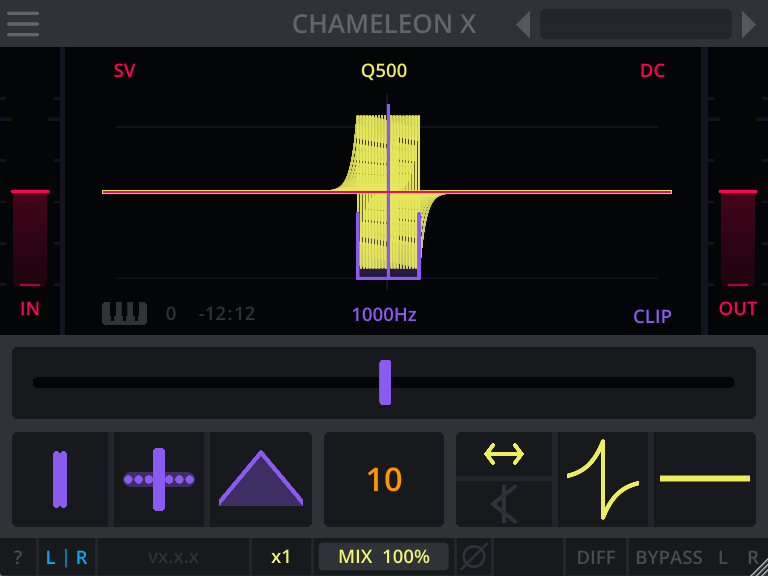 CHAMELEON X
SV Q500 DC
IN OUT
0 -12:12 1000Hz CLIP
10
? L | R vx.x.x x1 MIX 100% DIFF BYPASS L R